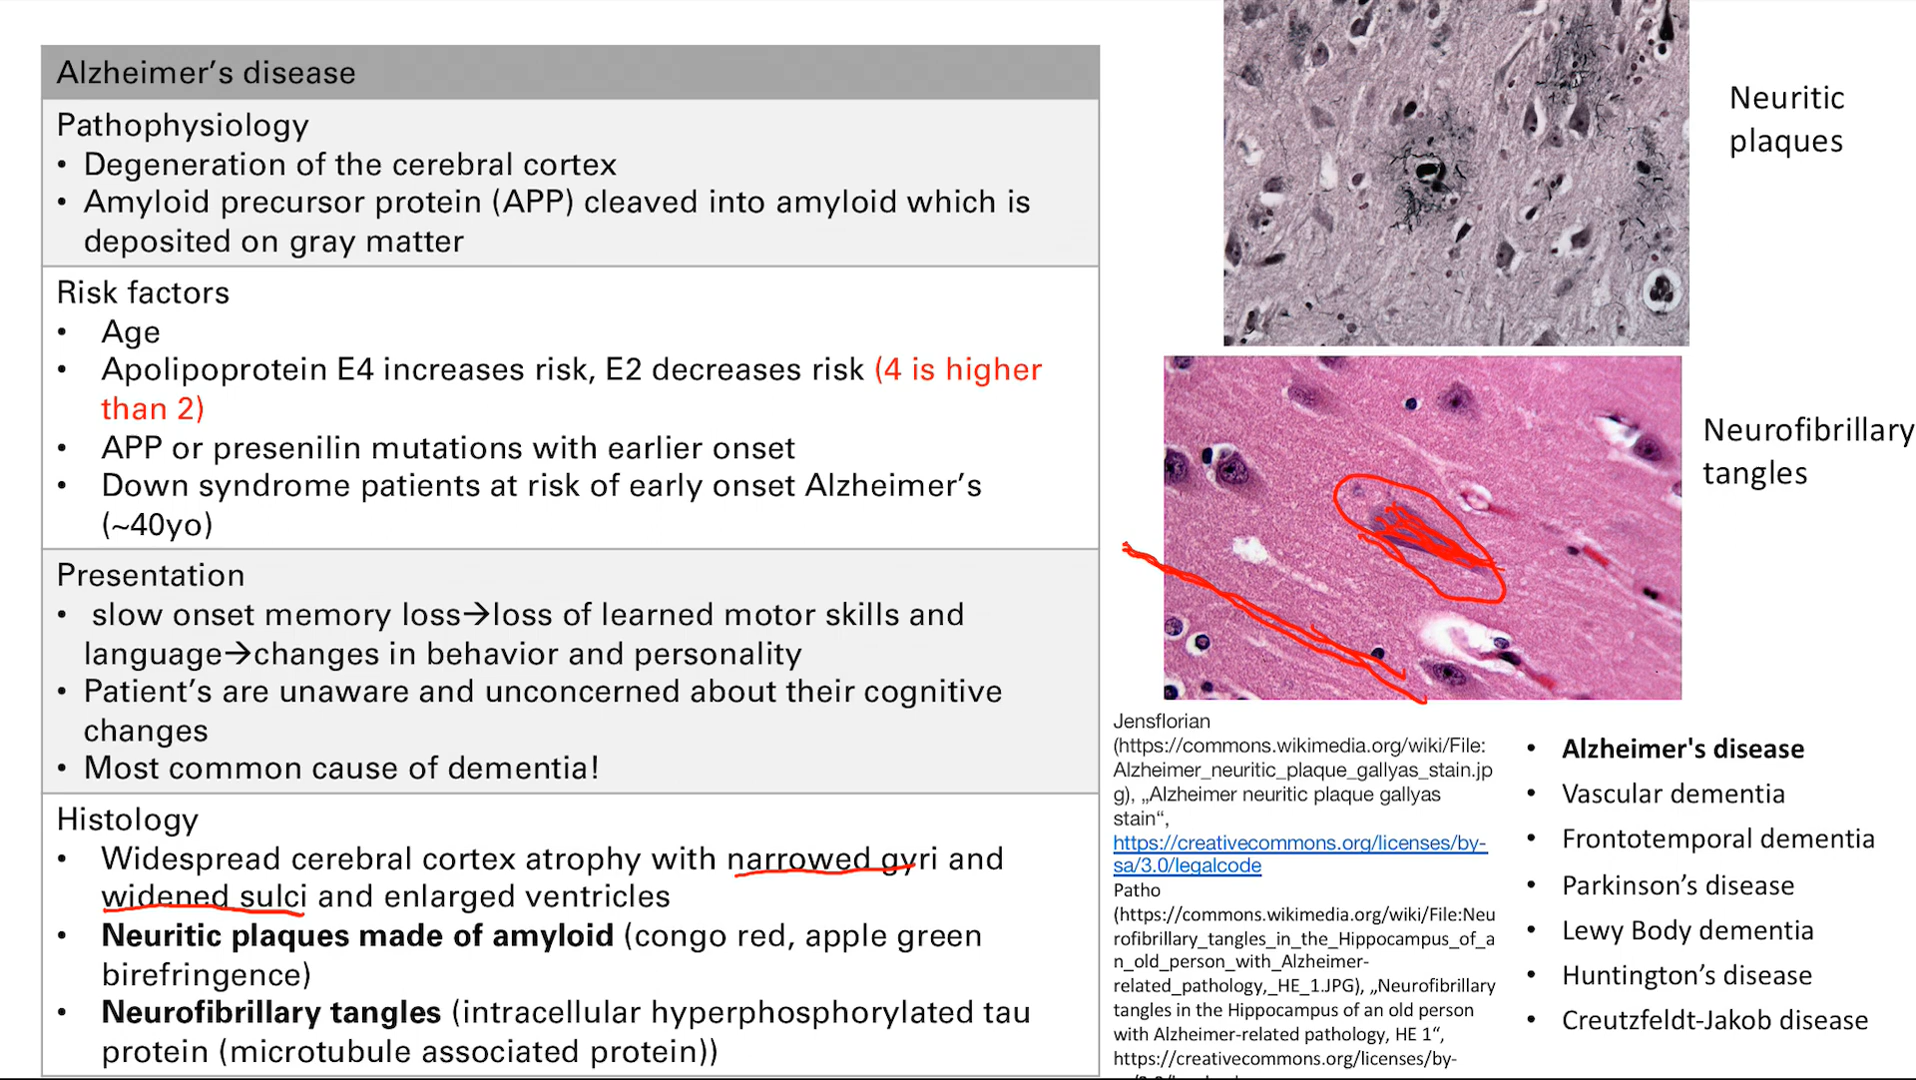 Alzheimer’s disease
Pathophysiology
• Degeneration of the cerebral cortex
• Amyloid precursor protein (APP) cleaved into amyloid which is
deposited on gray matter
Risk factors
• Age
• Apolipoprotein E4 increases risk, E2 decreases risk (4 is higher
than 2)
• APP or presenilin mutations with earlier onset
• Down syndrome patients at risk of early onset Alzheimer’s
(~40yo)
Presentation
• slow onset memory loss→loss of learned motor skills and
language→changes in behavior and personality
• Patient’s are unaware and unconcerned about their cognitive
changes
• Most common cause of dementia!
Histology
• Widespread cerebral cortex atrophy with narrowed gyri and
widened sulci and enlarged ventricles
• Neuritic plaques made of amyloid (congo red, apple green
birefringence)
• Neurofibrillary tangles (intracellular hyperphosphorylated tau
protein (microtubule associated protein))
Neuritic
plaques
Neurofibrillary
tangles
Jensflorian
(https://commons.wikimedia.org/wiki/File:
Alzheimer_neuritic_plaque_gallyas_stain.jp
g), „Alzheimer neuritic plaque gallyas
stain“,
https://creativecommons.org/licenses/by-
sa/3.0/legalcode
Patho
(https://commons.wikimedia.org/wiki/File:Neu
rofibrillary_tangles_in_the_Hippocampus_of_a
n_old_person_with_Alzheimer-
related_pathology,_HE_1.JPG), „Neurofibrillary
tangles in the Hippocampus of an old person
with Alzheimer-related pathology, HE 1“,
https://creativecommons.org/licenses/by-
• Alzheimer's disease
• Vascular dementia
• Frontotemporal dementia
• Parkinson’s disease
• Lewy Body dementia
• Huntington’s disease
• Creutzfeldt-Jakob disease